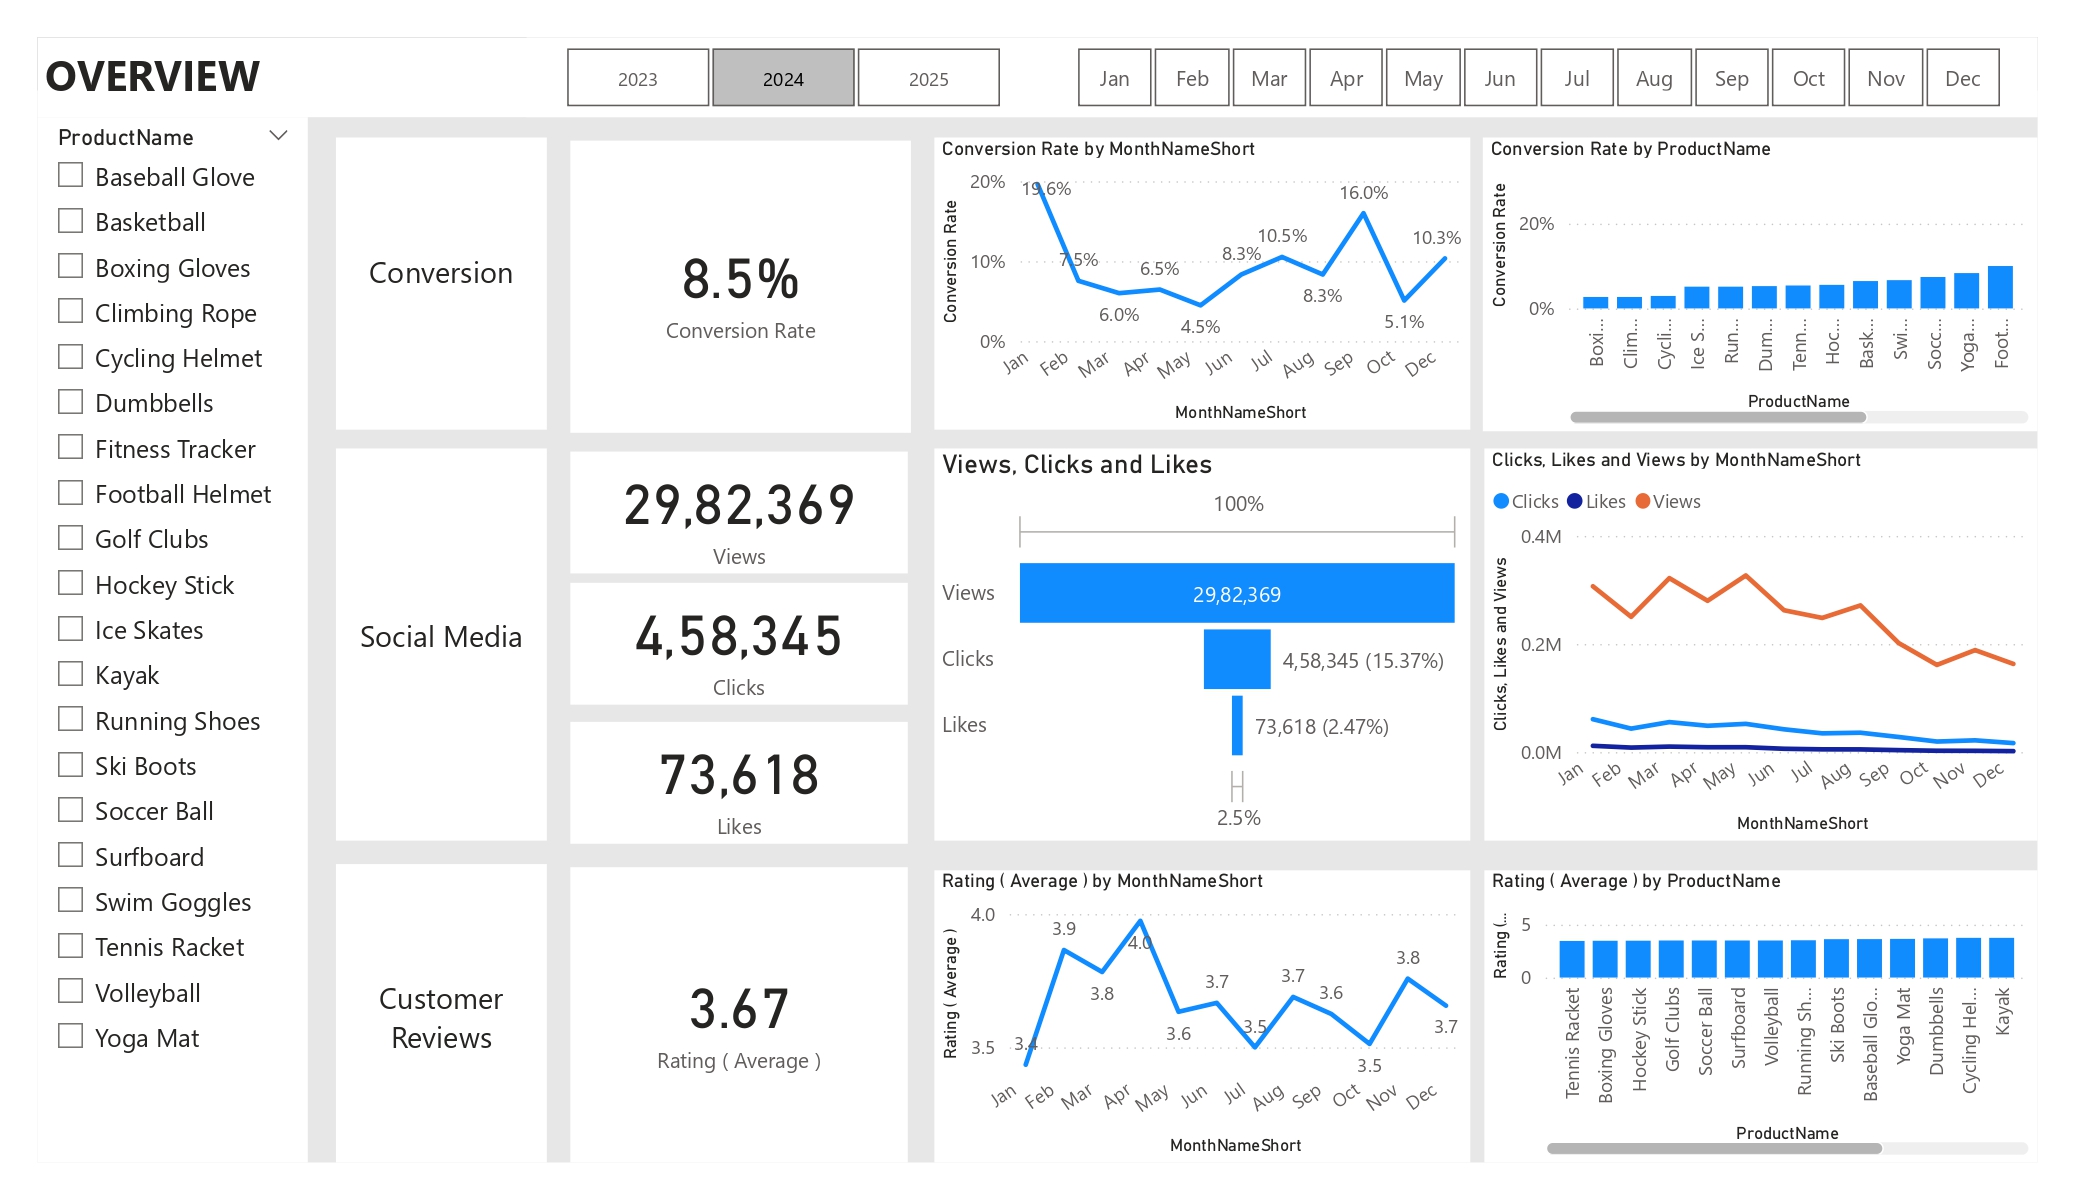 OVERVIEW
2023
2024
2025
Jan
Feb
Mar
Apr
May
Jun
Jul
Aug
Sep
Oct
Nov
Dec
ProductName
Baseball Glove
Basketball
Boxing Gloves
Climbing Rope
Cycling Helmet
Dumbbells
Fitness Tracker
Football Helmet
Golf Clubs
Hockey Stick
Ice Skates
Kayak
Running Shoes
Ski Boots
Soccer Ball
Surfboard
Swim Goggles
Tennis Racket
Volleyball
Yoga Mat
Conversion
8.5%
Conversion Rate
Conversion Rate by MonthNameShort
Conversion Rate
20%
10%
0%
19.6%
7.5%
6.0%
6.5%
4.5%
8.3%
10.5%
8.3%
16.0%
5.1%
10.3%
Jan
Feb
Mar
Apr
May
Jun
Jul
Aug
Sep
Oct
Dec
MonthNameShort
Conversion Rate by ProductName
Conversion Rate
20%
0%
Boxi...
Clim...
Cycli...
Ice S...
Run...
Dum...
Tenn...
Hoc...
Bask...
Swi...
Socc...
Yoga...
Foot...
ProductName
Social Media
29,82,369
Views
4,58,345
Clicks
73,618
Likes
Views, Clicks and Likes
100%
Views
29,82,369
Clicks
4,58,345 (15.37%)
Likes
73,618 (2.47%)
2.5%
Clicks, Likes and Views by MonthNameShort
Clicks
Likes
Views
Clicks, Likes and Views
0.4M
0.2M
0.0M
Jan
Feb
Mar
Apr
May
Jun
Jul
Aug
Sep
Oct
Nov
Dec
MonthNameShort
Customer
Reviews
3.67
Rating ( Average )
Rating ( Average ) by MonthNameShort
Rating ( Average )
4.0
3.5
3.4
3.9
3.8
4.0
3.6
3.7
3.5
3.7
3.6
3.5
3.8
3.7
Jan
Feb
Mar
Apr
May
Jun
Jul
Aug
Sep
Oct
Nov
Dec
MonthNameShort
Rating ( Average ) by ProductName
Rating (...
5
0
Tennis Racket
Boxing Gloves
Hockey Stick
Golf Clubs
Soccer Ball
Surfboard
Volleyball
Running Sh...
Ski Boots
Baseball Glo...
Yoga Mat
Dumbbells
Cycling Hel...
Kayak
ProductName